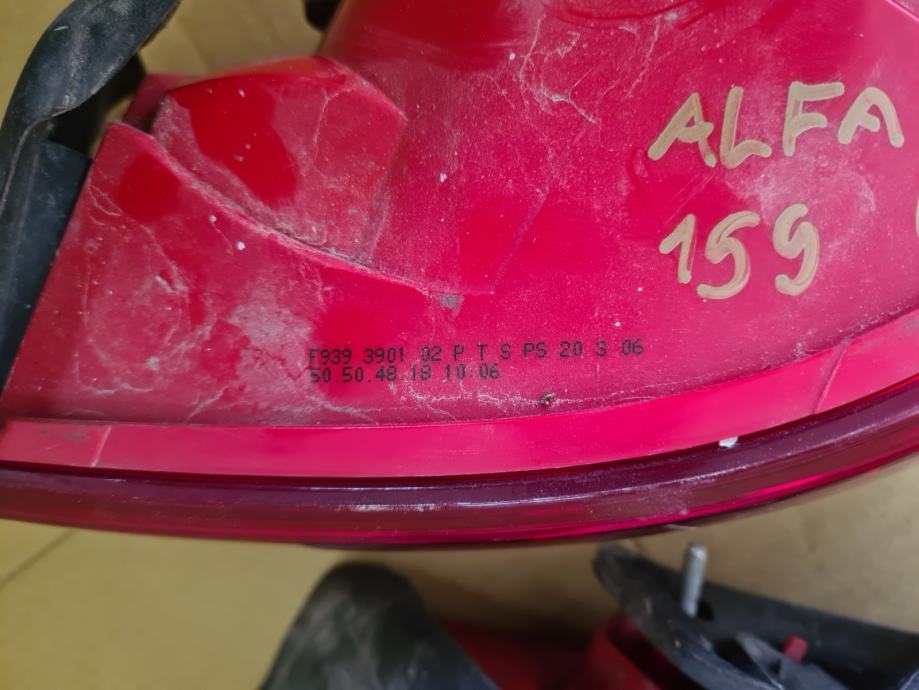 ALFA
159
F939 3901 02 P T S PS 20 3 06
50.50.48.18 10:06